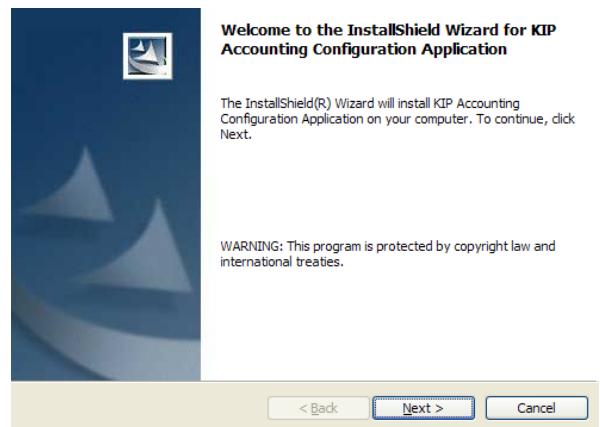 Welcome to the InstallShield Wizard for KIP
Accounting Configuration Application
The InstallShield(R) Wizard will install KIP Accounting
Configuration Application on your computer. To continue, click
Next.
WARNING: This program is protected by copyright law and
international treaties.
< Back Next > Cancel